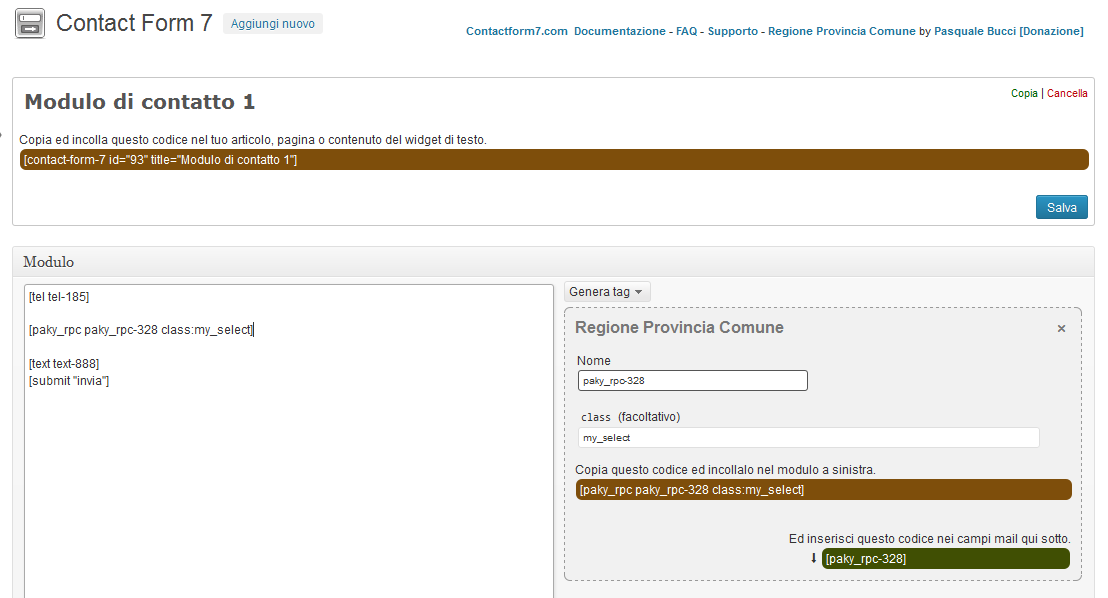 Contact Form 7 Aggiungi nuovo
Contactform7.com Documentazione - FAQ - Supporto - Regione Provincia Comune by Pasquale Bucci [Donazione]
Modulo di contatto 1
Copia | Cancella
Copia ed incolla questo codice nel tuo articolo, pagina o contenuto del widget di testo.
[contact-form-7 id="93" title="Modulo di contatto 1"]
Salva
Modulo
[tel tel-185]
[paky_rpc paky_rpc-328 class:my_select]
[text text-888]
[submit "invia"]
Genera tag
Regione Provincia Comune ×
Nome
paky_rpc-328
class (facoltativo)
my_select
Copia questo codice ed incollalo nel modulo a sinistra.
[paky_rpc paky_rpc-328 class:my_select]
Ed inserisci questo codice nei campi mail qui sotto.
↓ [paky_rpc-328]